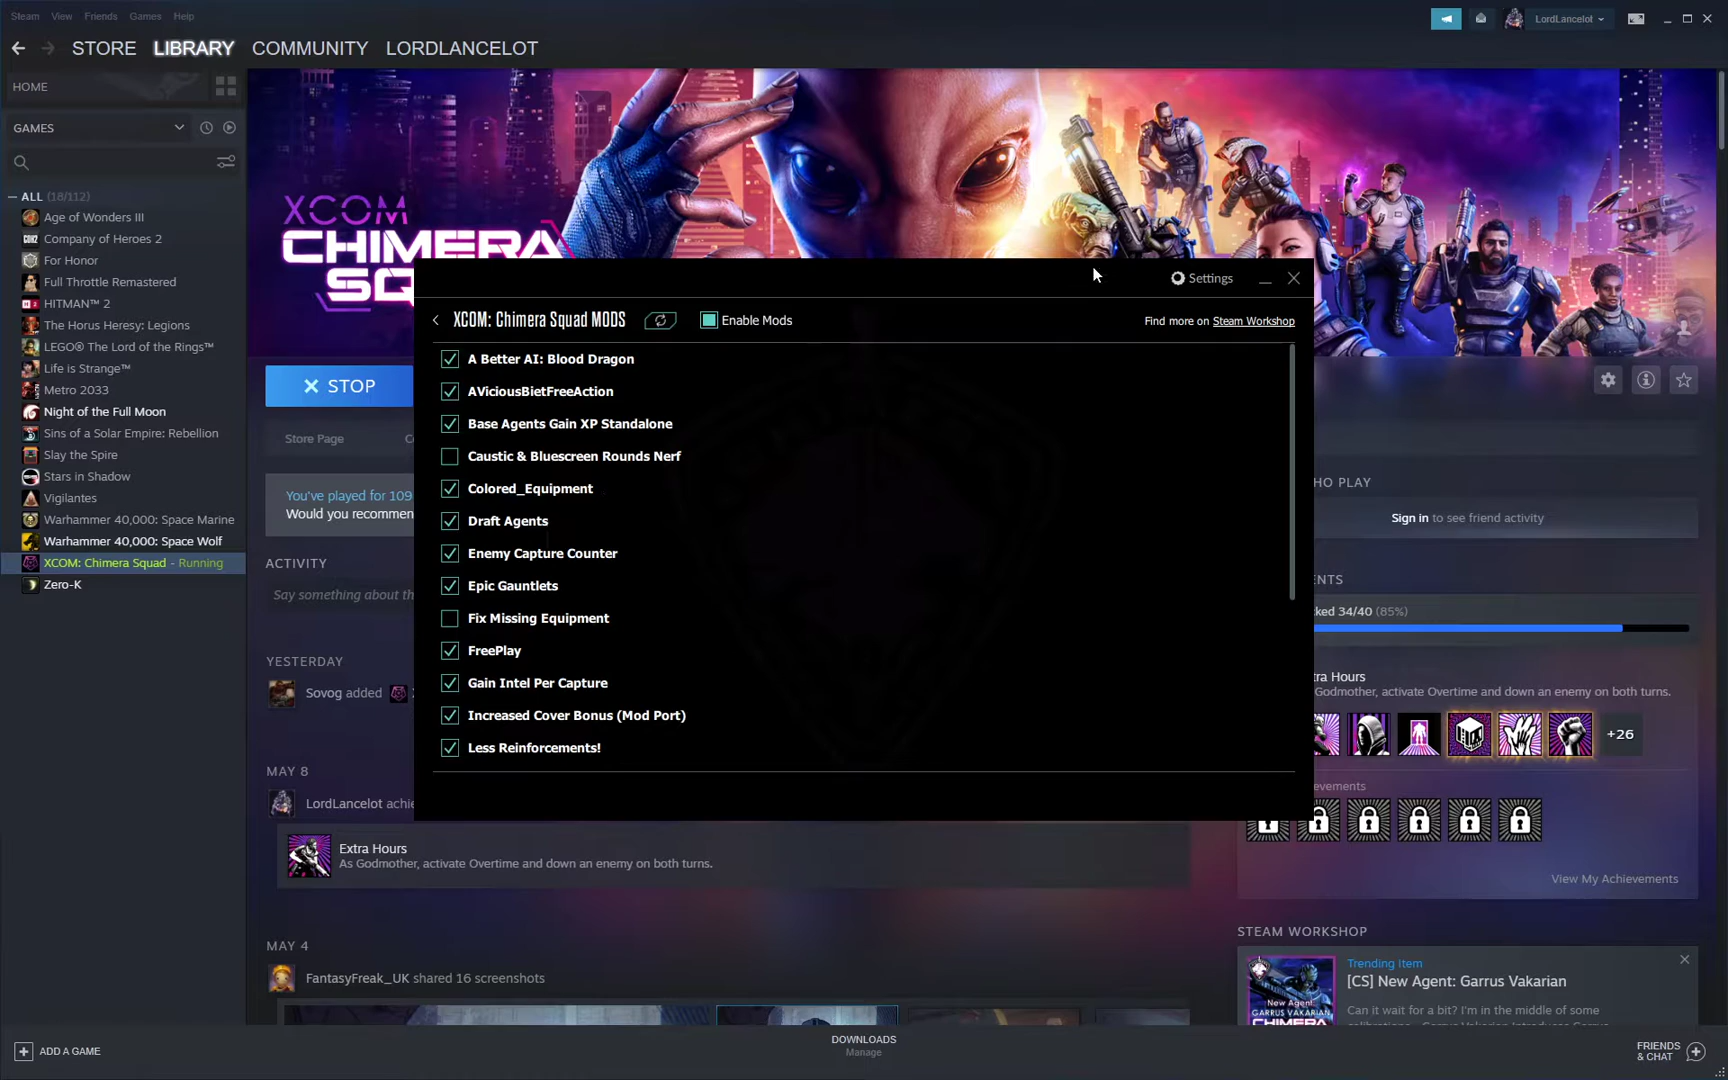 Steam View Friends Games Help
LordLancelot
STORE LIBRARY COMMUNITY LORDLANCELOT
HOME
GAMES
ALL (18/112)
Age of Wonders III
Company of Heroes 2
For Honor
Full Throttle Remastered
HITMAN™ 2
The Horus Heresy: Legions
LEGO® The Lord of the Rings™
Life is Strange™
Metro 2033
Night of the Full Moon
Sins of a Solar Empire: Rebellion
Slay the Spire
Stars in Shadow
Vigilantes
Warhammer 40,000: Space Marine
Warhammer 40,000: Space Wolf
XCOM: Chimera Squad - Running
Zero-K
XCOM
CHIMERA
SQ
STOP
Store Page
You've played for 109
Would you recommen
ACTIVITY
Say something about th
YESTERDAY
Sovog added
MAY 8
LordLancelot achie
Extra Hours
As Godmother, activate Overtime and down an enemy on both turns.
MAY 4
FantasyFreak_UK shared 16 screenshots
Settings
XCOM: Chimera Squad MODS
Enable Mods
Find more on Steam Workshop
A Better AI: Blood Dragon
AViciousBietFreeAction
Base Agents Gain XP Standalone
Caustic & Bluescreen Rounds Nerf
Colored_Equipment
Draft Agents
Enemy Capture Counter
Epic Gauntlets
Fix Missing Equipment
FreePlay
Gain Intel Per Capture
Increased Cover Bonus (Mod Port)
Less Reinforcements!
HO PLAY
Sign in to see friend activity
ENTS
cked 34/40 (85%)
tra Hours
Godmother, activate Overtime and down an enemy on both turns.
+26
evements
View My Achievements
STEAM WORKSHOP
Trending Item
[CS] New Agent: Garrus Vakarian
Can it wait for a bit? I'm in the middle of some
New Agent
GARRUS VAKARIAN
CHIMERA
ADD A GAME
DOWNLOADS
Manage
FRIENDS
& CHAT